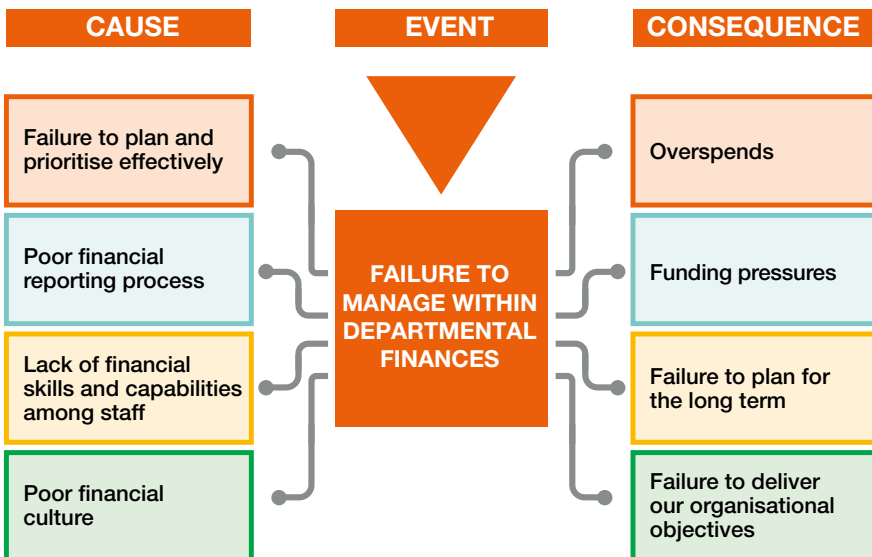 CAUSE
EVENT
CONSEQUENCE
Failure to plan and
prioritise effectively
Poor financial
reporting process
Lack of financial
skills and capabilities
among staff
Poor financial
culture
FAILURE TO
MANAGE WITHIN
DEPARTMENTAL
FINANCES
Overspends
Funding pressures
Failure to plan for
the long term
Failure to deliver
our organisational
objectives